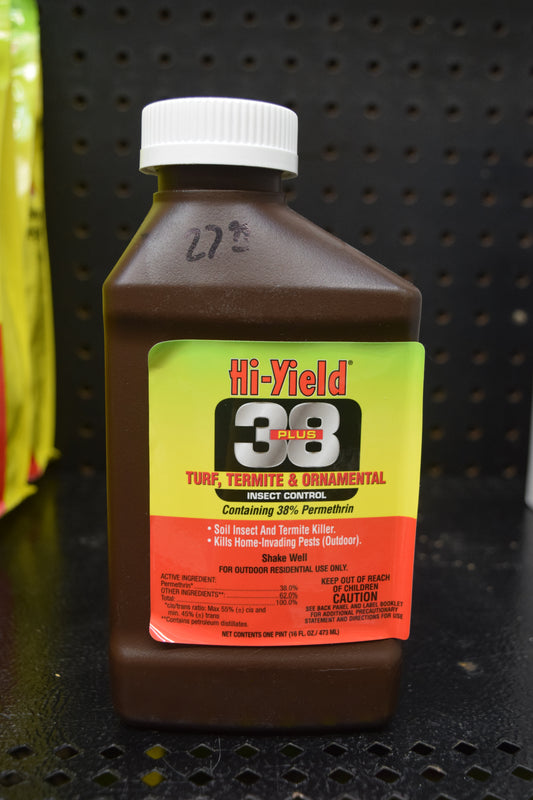 27
Hi-Yield®
38
PLUS
TURF, TERMITE & ORNAMENTAL
INSECT CONTROL
Containing 38% Permethrin
• Soil Insect And Termite Killer.
• Kills Home-Invading Pests (Outdoor).
Shake Well
FOR OUTDOOR RESIDENTIAL USE ONLY.
ACTIVE INGREDIENT:
Permethrin*..........38.0%
OTHER INGREDIENTS**:..........62.0%
Total..........100.0%
*cis/trans ratio: Max 55% (±) cis and
min. 45% (±) trans
**Contains petroleum distillates.
KEEP OUT OF REACH
OF CHILDREN
CAUTION
SEE BACK PANEL AND LABEL BOOKLET
FOR ADDITIONAL PRECAUTIONARY
STATEMENT AND DIRECTIONS FOR USE
NET CONTENTS ONE PINT (16 FL. OZ./ 473 ML)